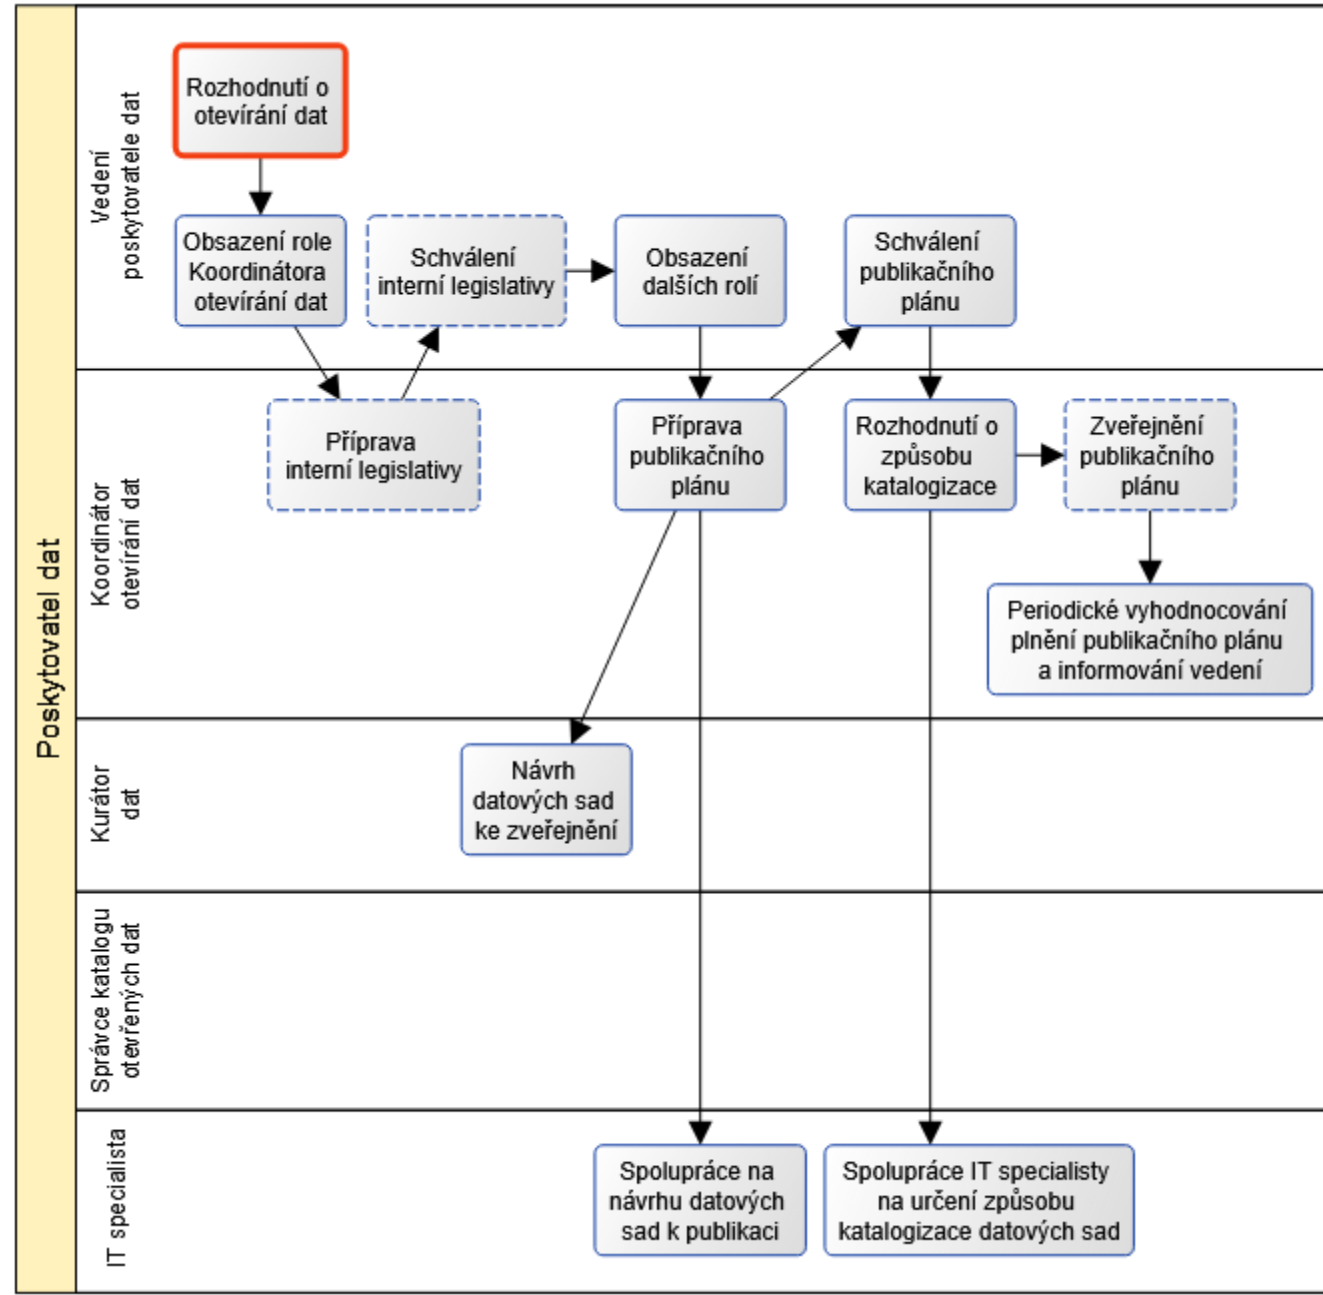 Poskytovatel dat
Vedení
poskytovatele dat
Rozhodnutí o
otevírání dat
Obsazení role
Koordinátora
otevírání dat
Schválení
interní legislativy
Obsazení
dalších rolí
Schválení
publikačního
plánu
Koordinátor
otevírání dat
Příprava
interní legislativy
Příprava
publikačního
plánu
Rozhodnutí o
způsobu
katalogizace
Zveřejnění
publikačního
plánu
Periodické vyhodnocování
plnění publikačního plánu
a informování vedení
Kurátor
dat
Návrh
datových sad
ke zveřejnění
Správce katalogu
otevřených dat
IT specialista
Spolupráce na
návrhu datových
sad k publikaci
Spolupráce IT specialisty
na určení způsobu
katalogizace datových sad